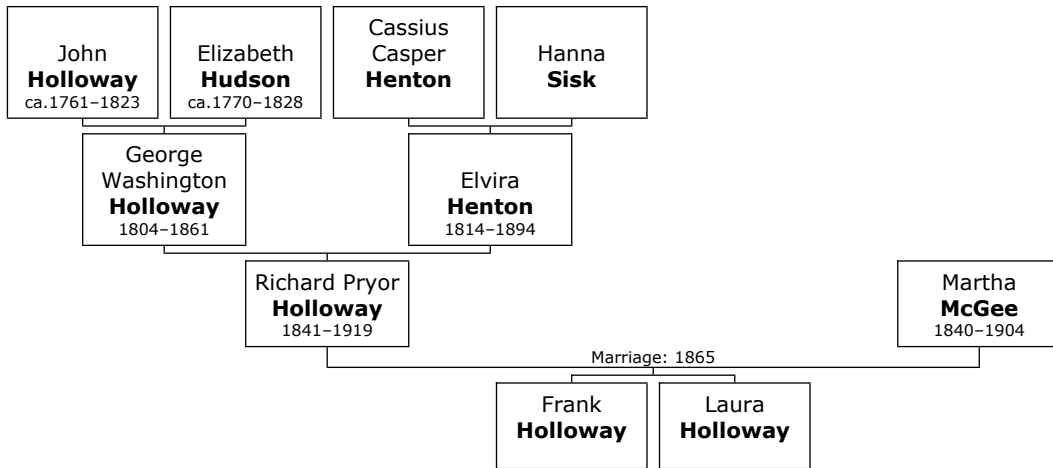 John
Holloway
ca.1761–1823
Elizabeth
Hudson
ca.1770–1828
Cassius
Casper
Henton
Hanna
Sisk
George
Washington
Holloway
1804–1861
Elvira
Henton
1814–1894
Richard Pryor
Holloway
1841–1919
Martha
McGee
1840–1904
Marriage: 1865
Frank
Holloway
Laura
Holloway